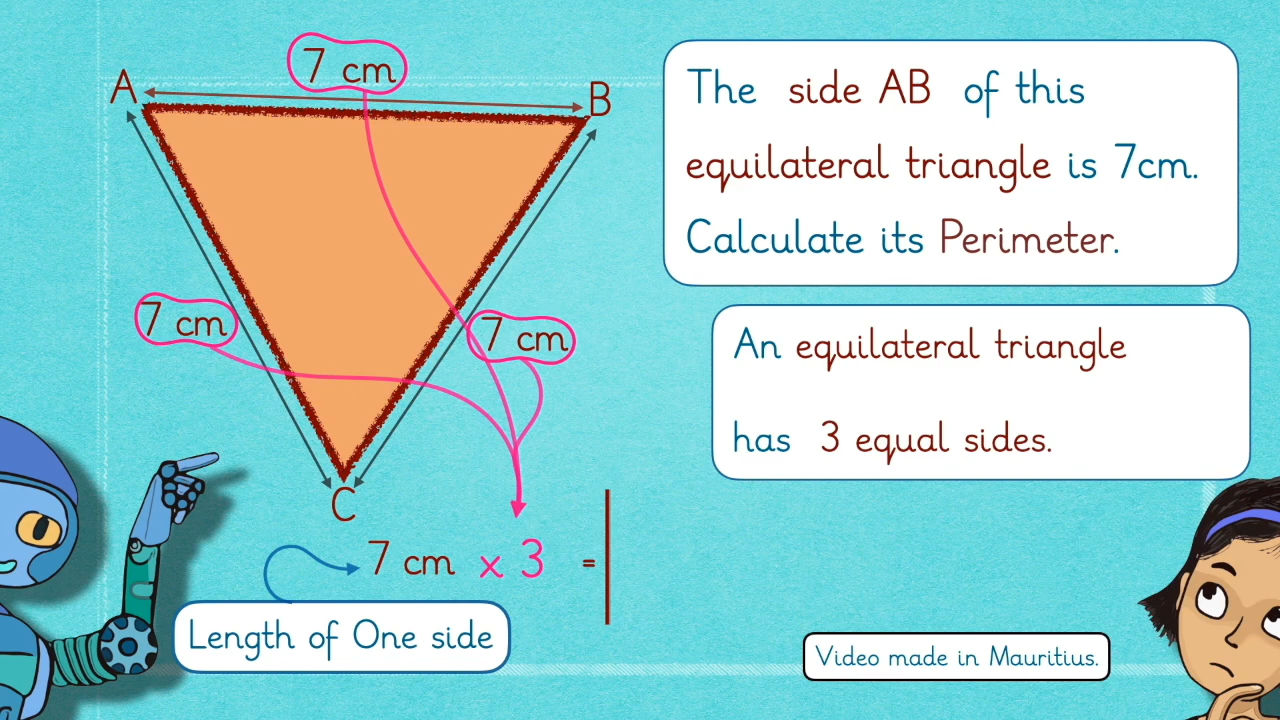 7 cm
A
B
7 cm
7 cm
C
7 cm x 3 =
Length of One side
The side AB of this
equilateral triangle is 7cm.
Calculate its Perimeter.
An equilateral triangle
has 3 equal sides.
Video made in Mauritius.